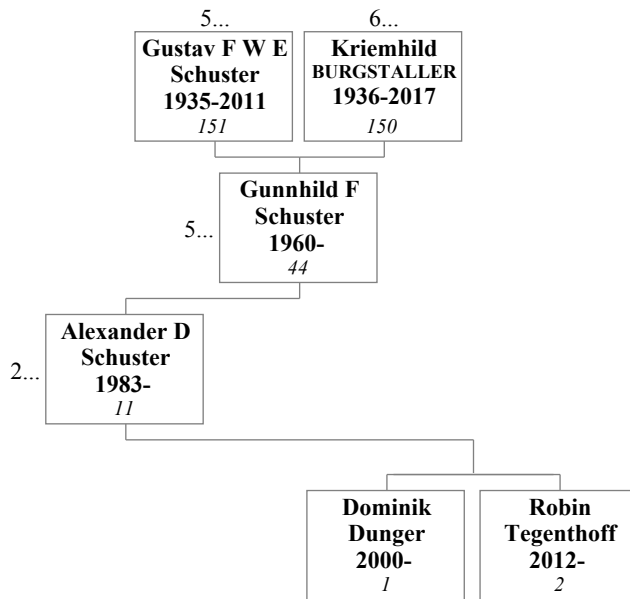 5...
6...
Gustav F W E
Schuster
1935-2011
151
Kriemhild
BURGSTALLER
1936-2017
150
5...
Gunnhild F
Schuster
1960-
44
2...
Alexander D
Schuster
1983-
11
Dominik
Dunger
2000-
1
Robin
Tegenthoff
2012-
2